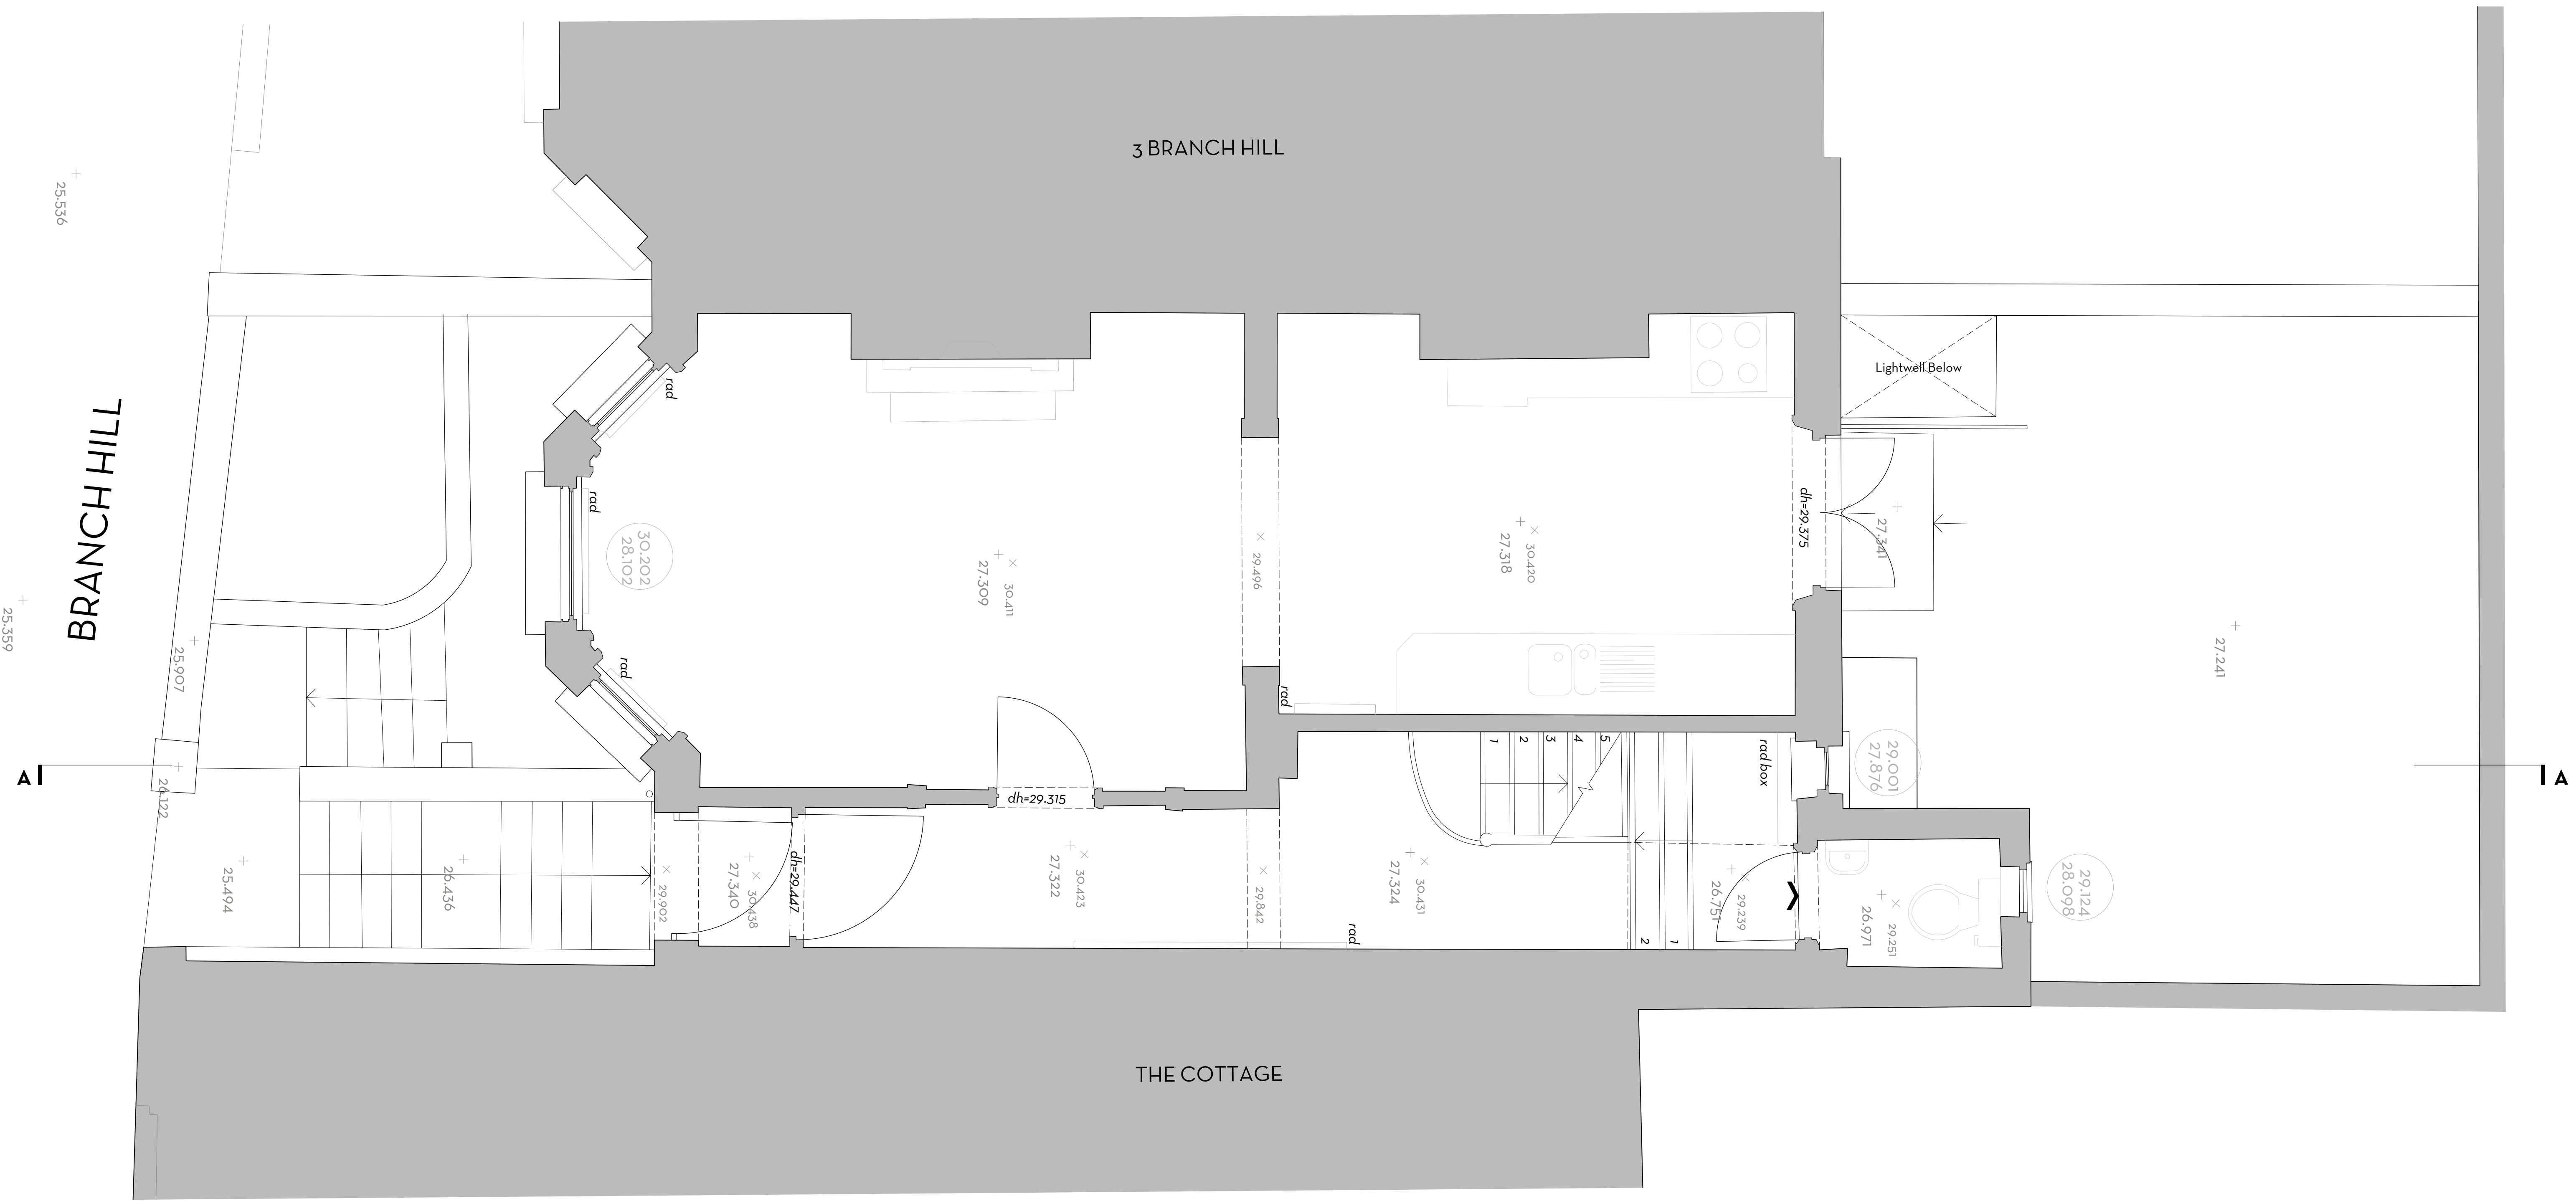 3 BRANCH HILL
25.536
BRANCH HILL
25.359
25.907
26.122
25.494
26.436
A
rad
rad
rad
30.202
28.102
27.309
30.411
29.496
27.318
30.420
rad
dh=29.375
27.341
Lightwell Below
27.241
dh=29.315
29.902
27.340
30.438
dh=29.447
27.322
30.423
29.842
27.324
30.431
rad
1
2
3
4
5
2
1
rad box
26.751
29.239
26.971
29.251
29.001
27.876
29.124
28.098
A
THE COTTAGE